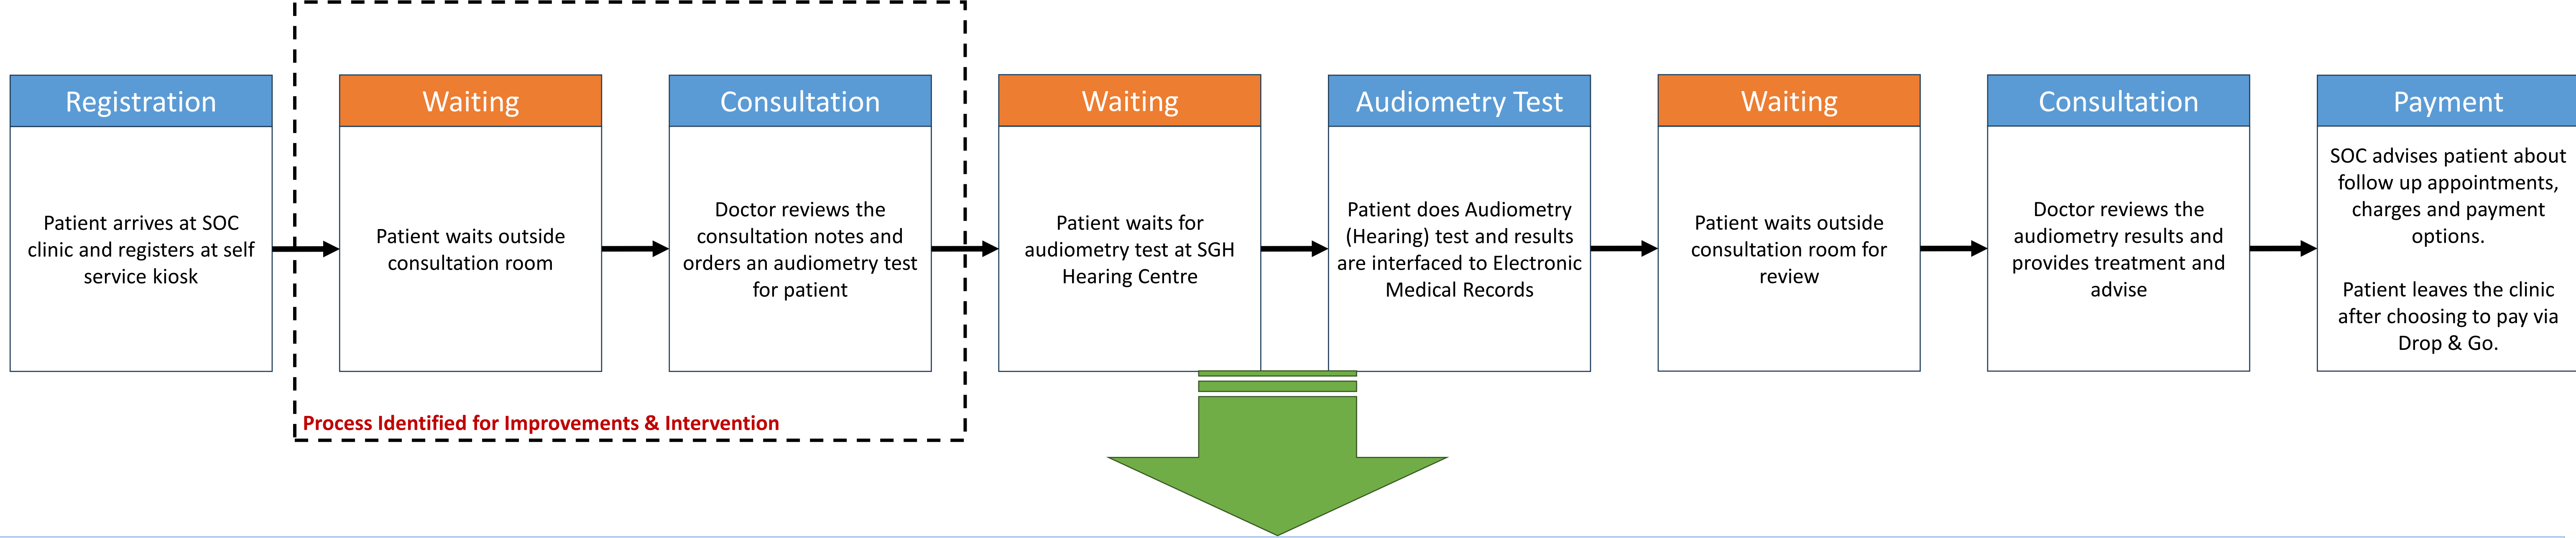 Registration
Patient arrives at SOC
clinic and registers at self
service kiosk
Waiting
Patient waits outside
consultation room
Consultation
Doctor reviews the
consultation notes and
orders an audiometry test
for patient
Process Identified for Improvements & Intervention
Waiting
Patient waits for
audiometry test at SGH
Hearing Centre
Audiometry Test
Patient does Audiometry
(Hearing) test and results
are interfaced to Electronic
Medical Records
Waiting
Patient waits outside
consultation room for
review
Consultation
Doctor reviews the
audiometry results and
provides treatment and
advise
Payment
SOC advises patient about
follow up appointments,
charges and payment
options.
Patient leaves the clinic
after choosing to pay via
Drop & Go.